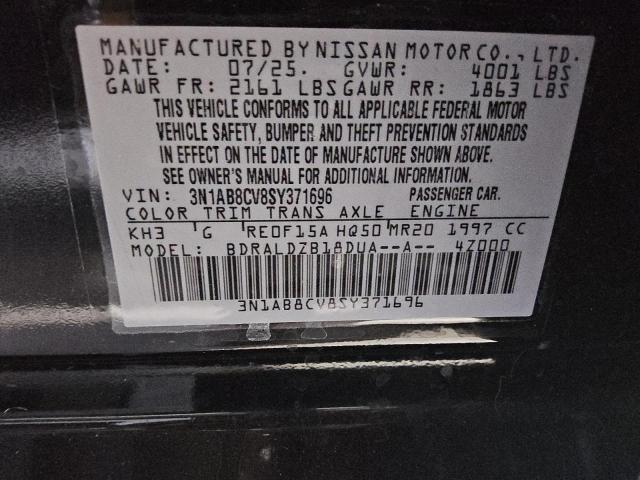 MANUFACTURED BY NISSAN MOTOR CO., LTD.
DATE: 07/25. GVWR: 4001 LBS
GAWR FR: 2161 LBS GAWR RR: 1863 LBS
THIS VEHICLE CONFORMS TO ALL APPLICABLE FEDERAL MOTOR
VEHICLE SAFETY, BUMPER AND THEFT PREVENTION STANDARDS
IN EFFECT ON THE DATE OF MANUFACTURE SHOWN ABOVE.
SEE OWNER'S MANUAL FOR ADDITIONAL INFORMATION.
VIN: 3N1AB8CV8SY371696 PASSENGER CAR.
COLOR TRIM TRANS AXLE ENGINE
KH3 G RE0F15A HQ50 MR20 1997 CC
MODEL: BDRALDZB18DUA--A-- 4Z000
3N1AB8CV8SY371696